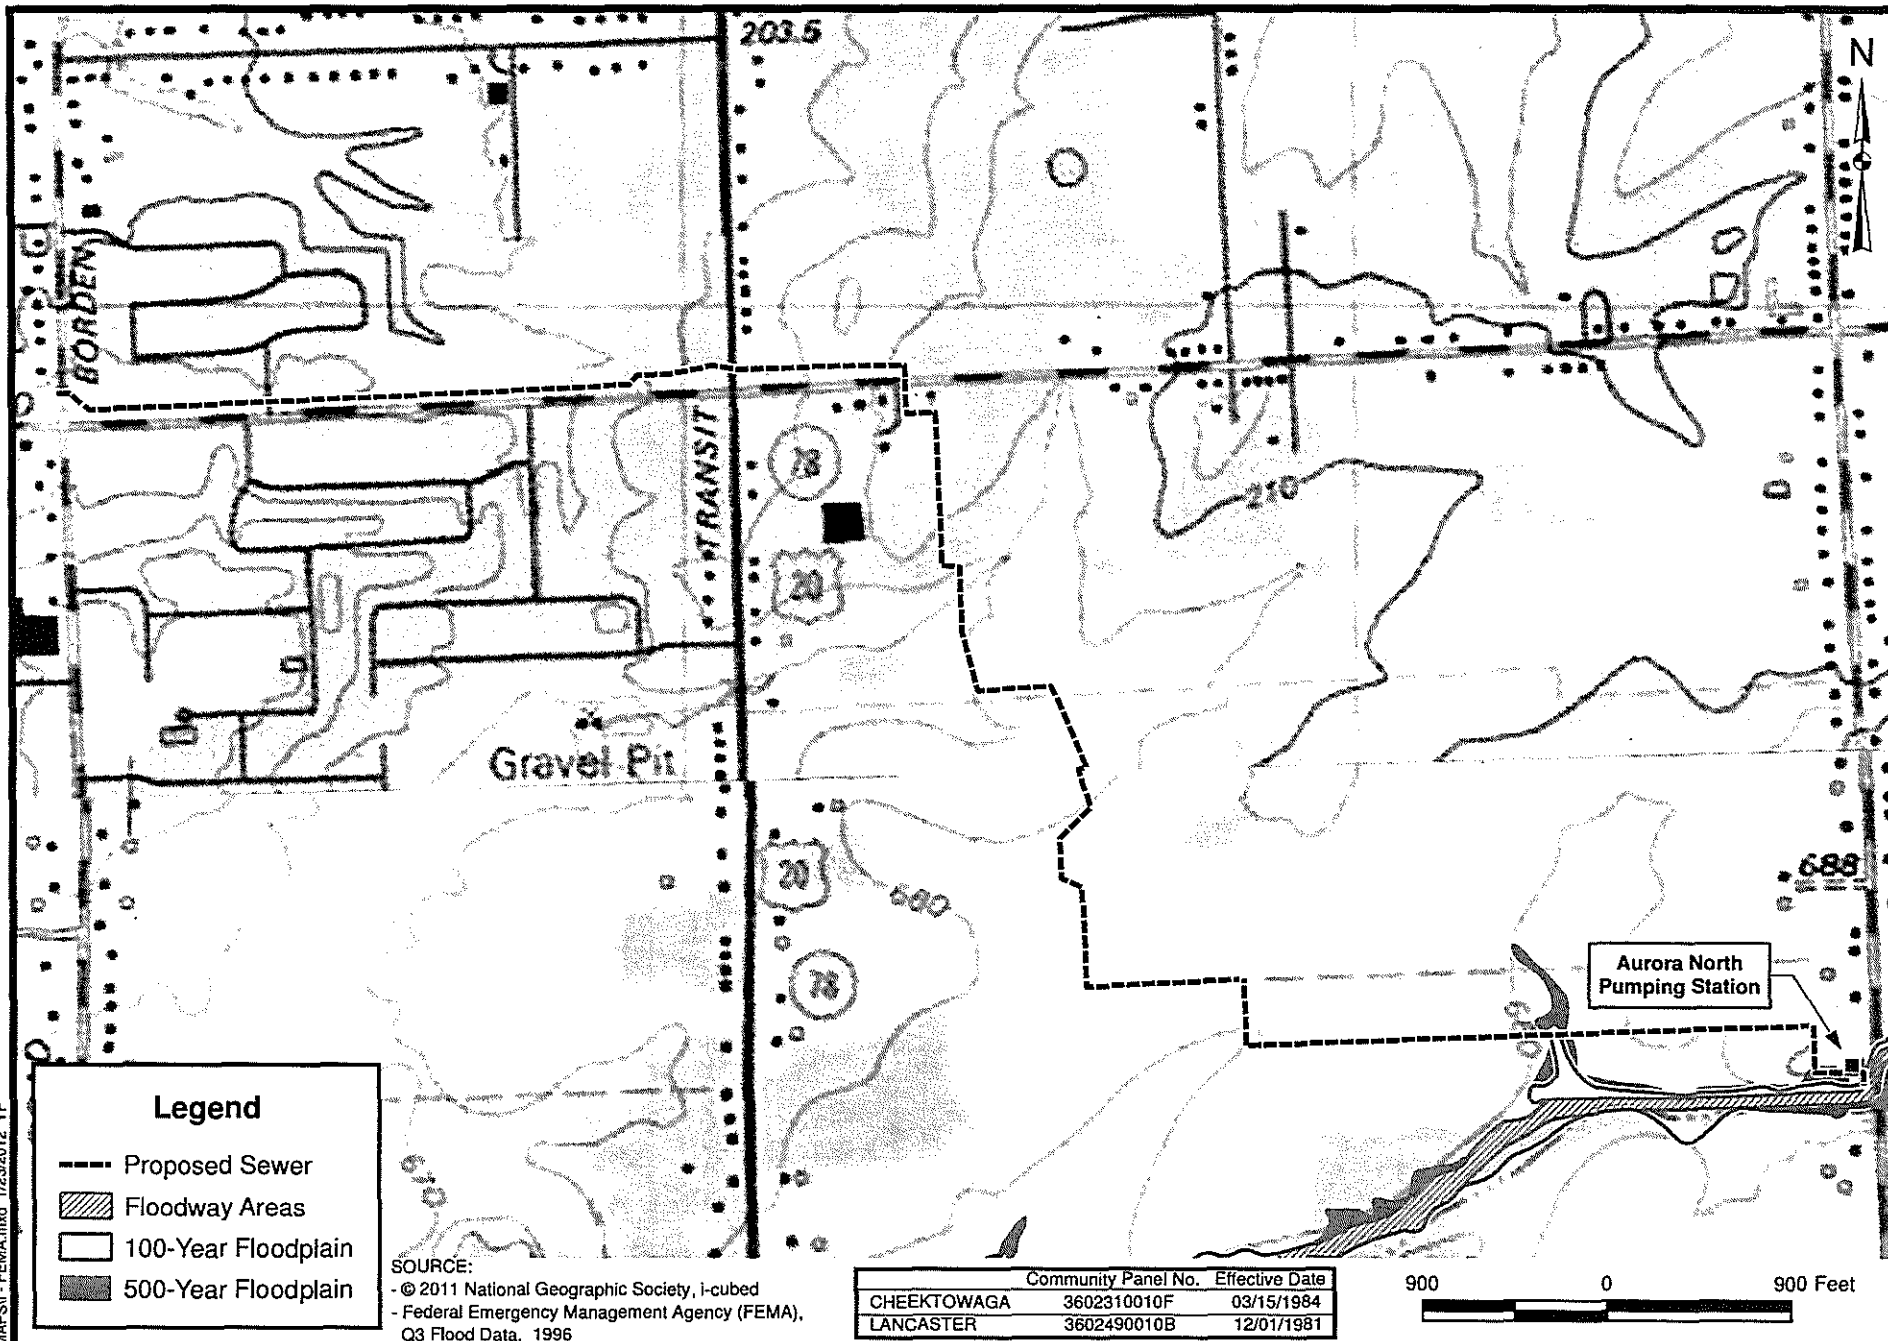 203.5
N
BORDEN
TRANSIT
78
210
20
Gravel Pit
20
680
688
78
Aurora North
Pumping Station
680
670
Legend
Proposed Sewer
Floodway Areas
100-Year Floodplain
500-Year Floodplain
SOURCE:
- © 2011 National Geographic Society, i-cubed
- Federal Emergency Management Agency (FEMA),
Q3 Flood Data, 1996
Community Panel No. Effective Date
CHEEKTOWAGA 3602310010F 03/15/1984
LANCASTER 3602490010B 12/01/1981
900 0 900 Feet